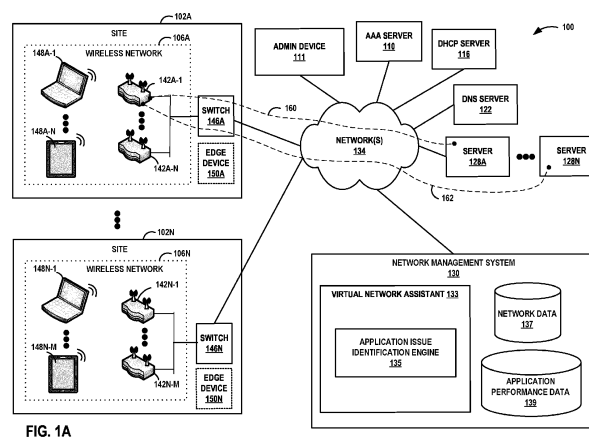 102A
SITE
106A
148A-1
WIRELESS NETWORK
142A-1
148A-N
142A-N
SWITCH
146A
EDGE
DEVICE
150A
102N
SITE
106N
148N-1
WIRELESS NETWORK
142N-1
148N-M
142N-M
SWITCH
146N
EDGE
DEVICE
150N
100
ADMIN DEVICE
111
AAA SERVER
110
DHCP SERVER
116
DNS SERVER
122
160
NETWORK(S)
134
SERVER
128A
SERVER
128N
162
NETWORK MANAGEMENT SYSTEM
130
VIRTUAL NETWORK ASSISTANT 133
APPLICATION ISSUE
IDENTIFICATION ENGINE
135
NETWORK DATA
137
APPLICATION
PERFORMANCE DATA
139
FIG. 1A